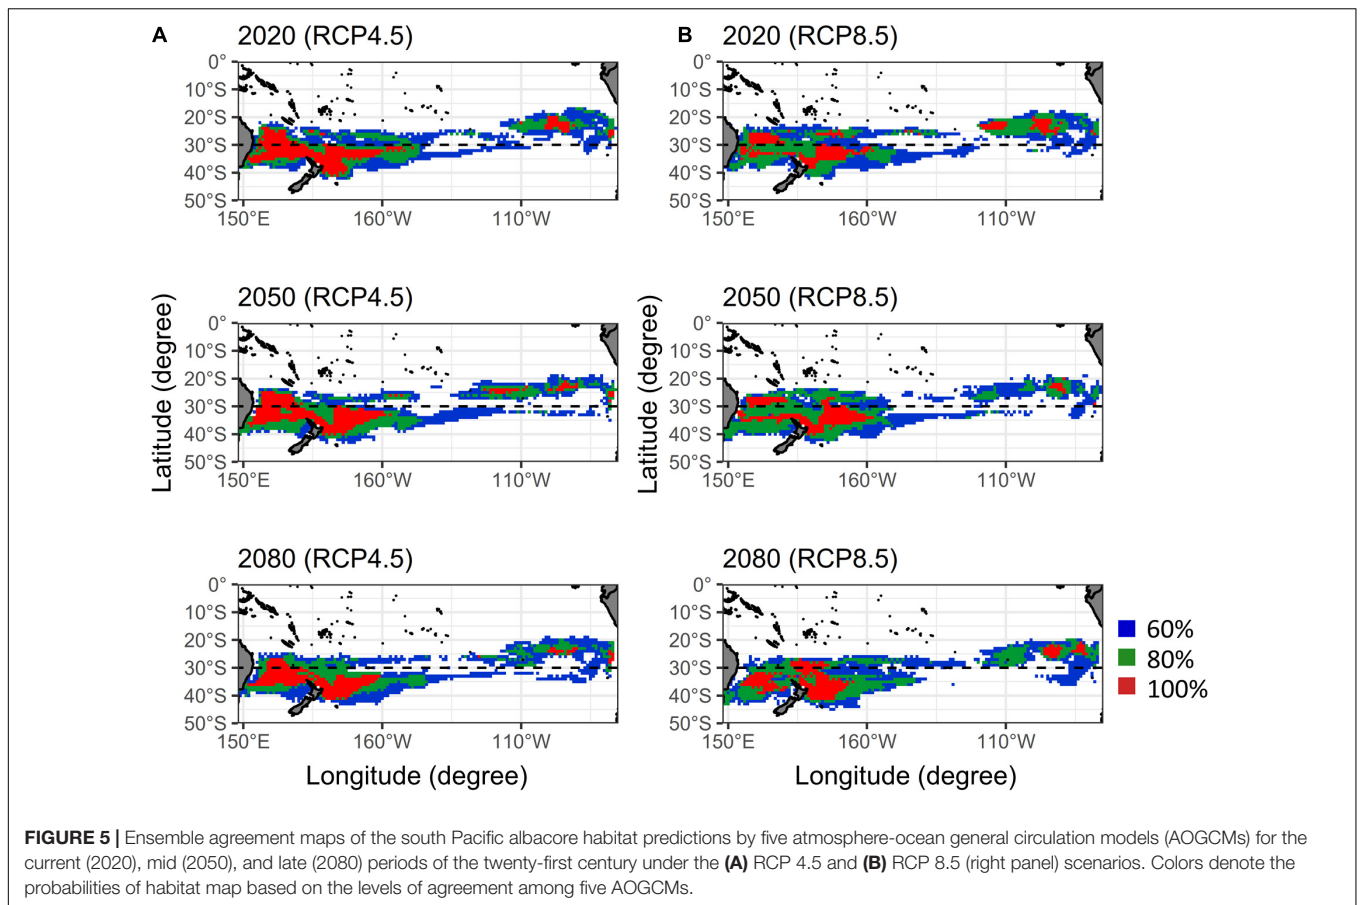 A
2020 (RCP4.5)
B
2020 (RCP8.5)
0°
10°S
20°S
30°S
40°S
50°S
150°E
160°W
110°W
0°
10°S
20°S
30°S
40°S
50°S
150°E
160°W
110°W
Latitude (degree)
2050 (RCP4.5)
0°
10°S
20°S
30°S
40°S
50°S
150°E
160°W
110°W
Latitude (degree)
2050 (RCP8.5)
0°
10°S
20°S
30°S
40°S
50°S
150°E
160°W
110°W
2080 (RCP4.5)
0°
10°S
20°S
30°S
40°S
50°S
150°E
160°W
110°W
Longitude (degree)
2080 (RCP8.5)
0°
10°S
20°S
30°S
40°S
50°S
150°E
160°W
110°W
Longitude (degree)
60%
80%
100%
FIGURE 5 | Ensemble agreement maps of the south Pacific albacore habitat predictions by five atmosphere-ocean general circulation models (AOGCMs) for the
current (2020), mid (2050), and late (2080) periods of the twenty-first century under the (A) RCP 4.5 and (B) RCP 8.5 (right panel) scenarios. Colors denote the
probabilities of habitat map based on the levels of agreement among five AOGCMs.